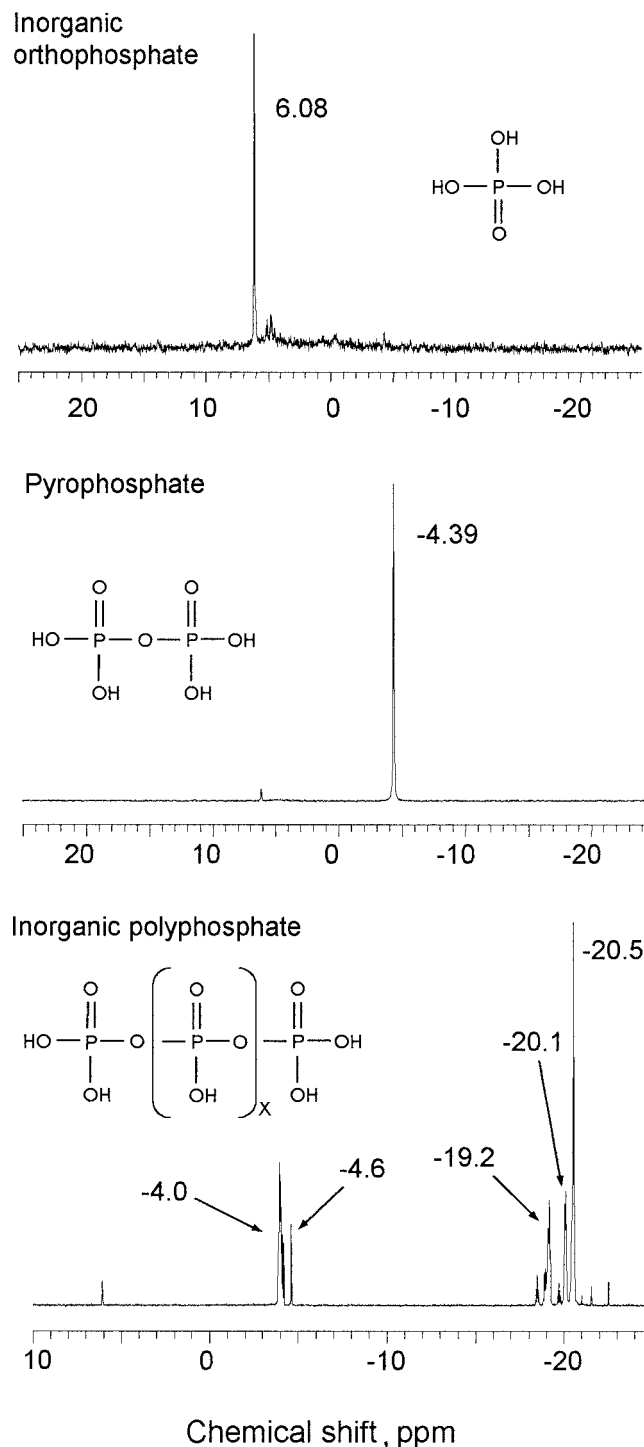 Inorganic
orthophosphate
6.08
OH
HO P OH
O
20 10 0 -10 -20
Pyrophosphate
-4.39
O O
HO P O P OH
OH OH
20 10 0 -10 -20
Inorganic polyphosphate
-20.5
O O O
-20.1
HO P O P O P OH
OH OH OH
X
-4.0 -4.6 -19.2
10 0 -10 -20
Chemical shift, ppm